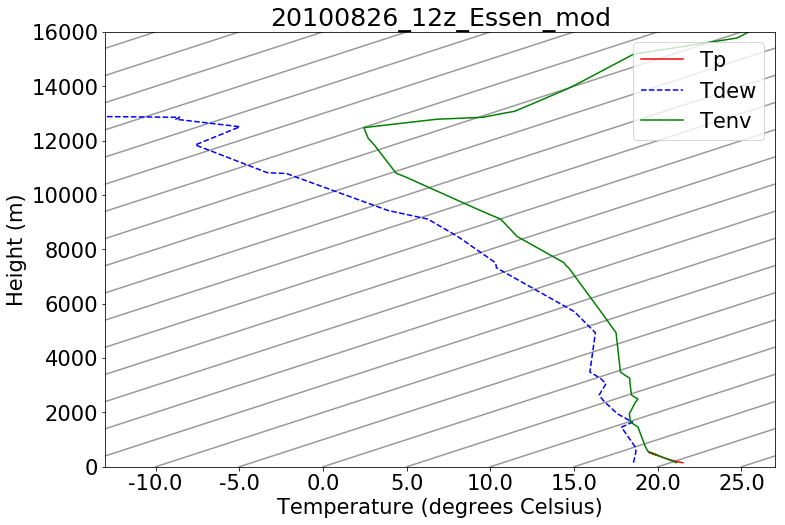 20100826_12z_Essen_mod
Tp
Tdew
Tenv
16000
14000
12000
10000
8000
6000
4000
2000
0
Height (m)
-10.0 -5.0 0.0 5.0 10.0 15.0 20.0 25.0
Temperature (degrees Celsius)